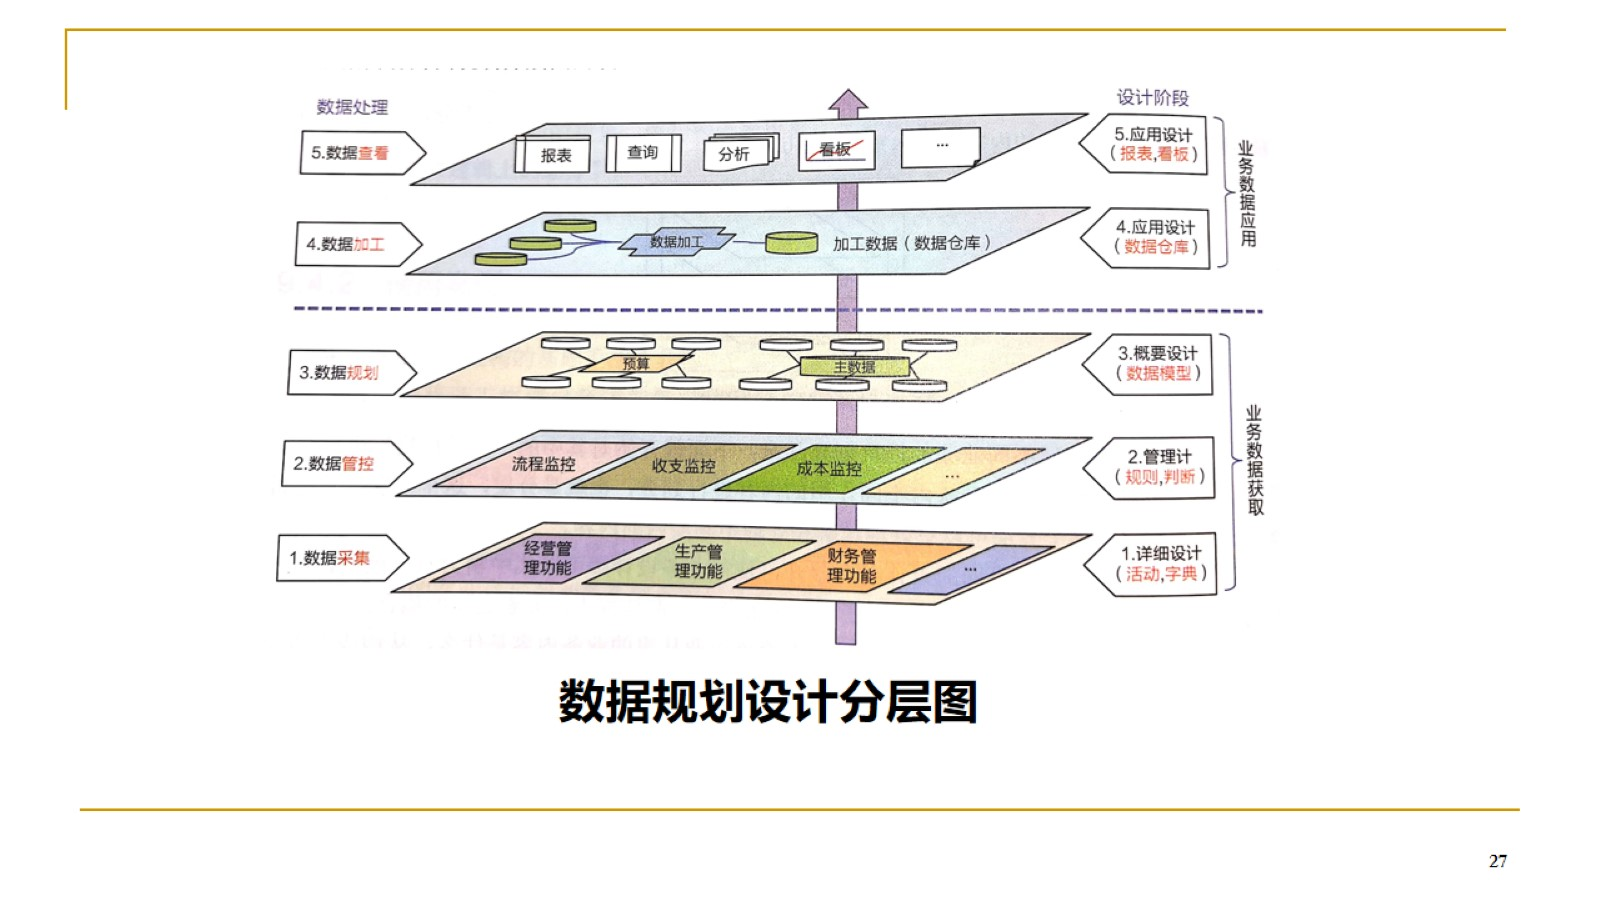 数据处理
设计阶段
5.数据查看
报表
查询
分析
看板
...
5.应用设计
(报表,看板)
4.数据加工
数据加工
加工数据(数据仓库)
4.应用设计
(数据仓库)
业务数据应用
3.数据规划
预算
主数据
3.概要设计
(数据模型)
2.数据管控
流程监控
收支监控
成本监控
...
2.管理计
(规则,判断)
1.数据采集
经营管
理功能
生产管
理功能
财务管
理功能
...
1.详细设计
(活动,字典)
业务数据获取
数据规划设计分层图
27